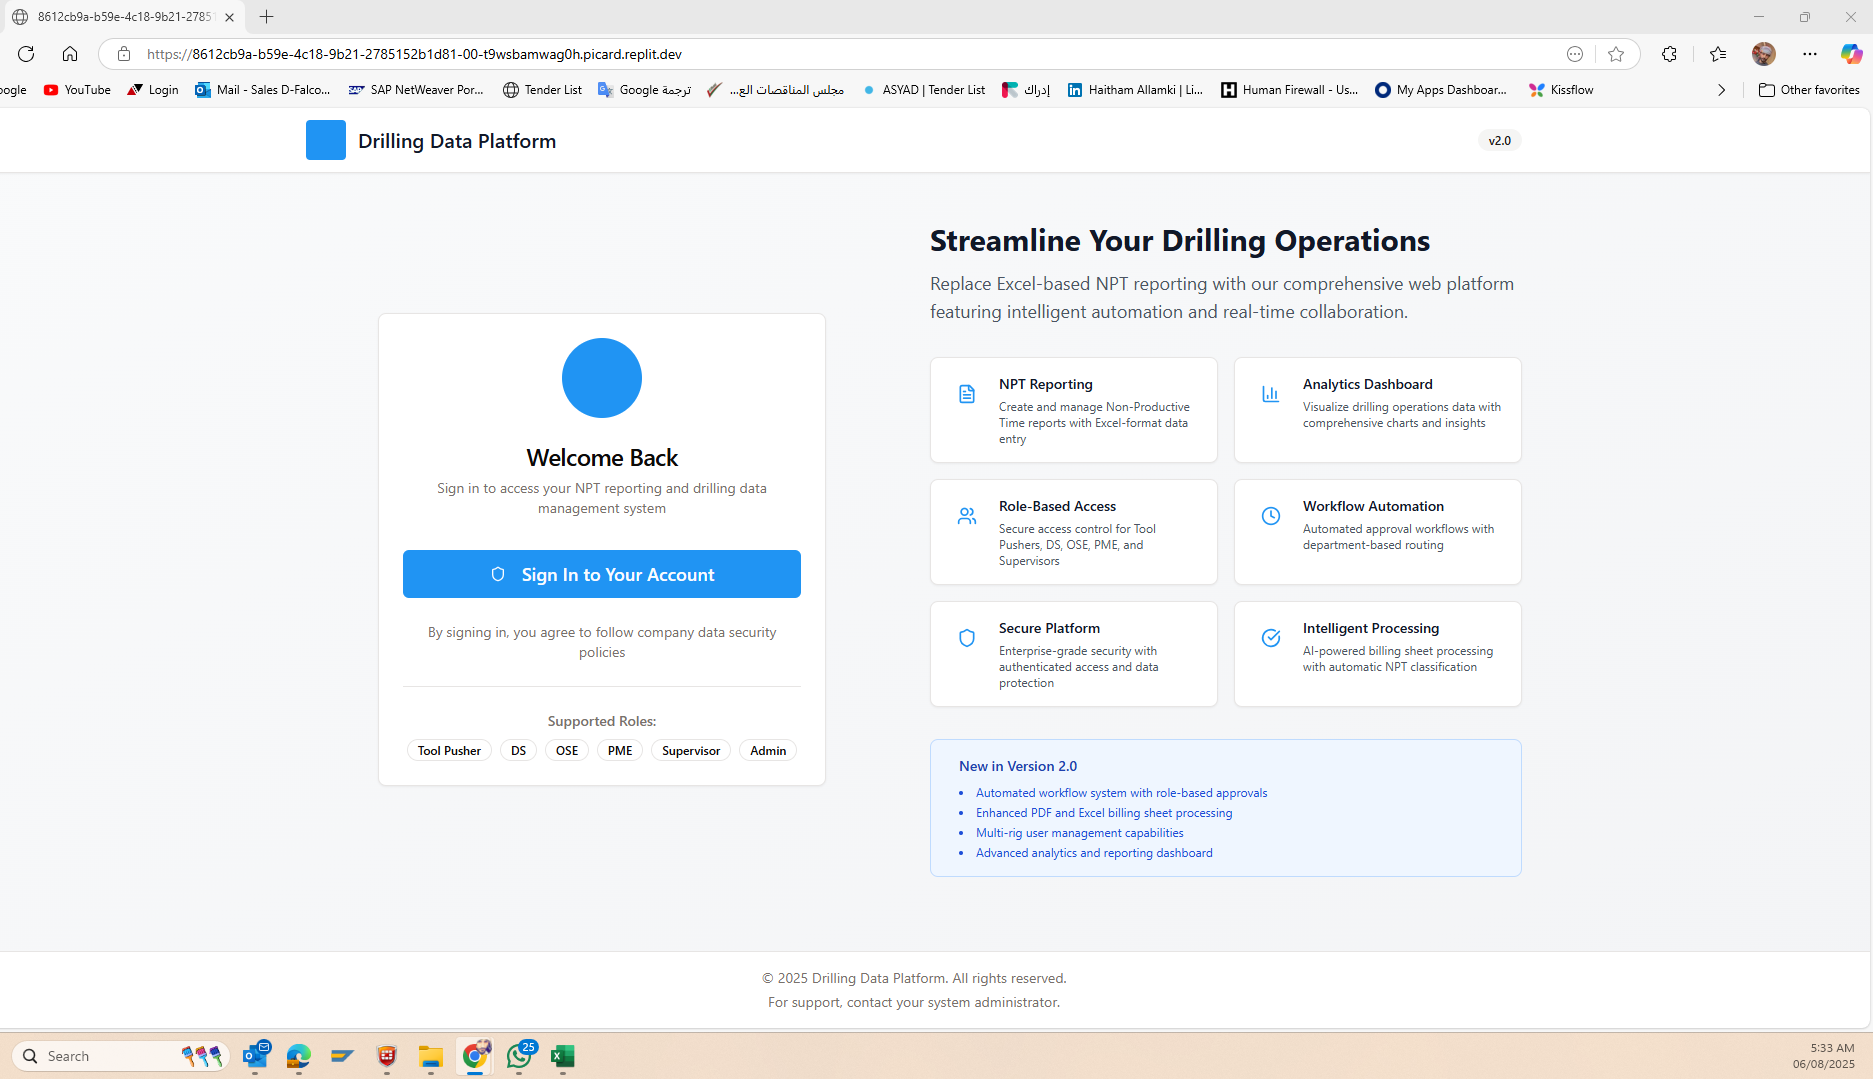 8612cb9a-b59e-4c18-9b21-2785
https://8612cb9a-b59e-4c18-9b21-2785152b1d81-00-t9wsbamwag0h.picard.replit.dev
ogle
YouTube
Login
Mail - Sales D-Falco...
SAP NetWeaver Por...
Tender List
ترجمة Google
مجلس المناقصات الع...
ASYAD | Tender List
إدراك
Haitham Allamki | Li...
Human Firewall - Us...
My Apps Dashboar...
Kissflow
Other favorites
Drilling Data Platform
v2.0
Welcome Back
Sign in to access your NPT reporting and drilling data
management system
Sign In to Your Account
By signing in, you agree to follow company data security
policies
Supported Roles:
Tool Pusher
DS
OSE
PME
Supervisor
Admin
Streamline Your Drilling Operations
Replace Excel-based NPT reporting with our comprehensive web platform
featuring intelligent automation and real-time collaboration.
NPT Reporting
Create and manage Non-Productive
Time reports with Excel-format data
entry
Analytics Dashboard
Visualize drilling operations data with
comprehensive charts and insights
Role-Based Access
Secure access control for Tool
Pushers, DS, OSE, PME, and
Supervisors
Workflow Automation
Automated approval workflows with
department-based routing
Secure Platform
Enterprise-grade security with
authenticated access and data
protection
Intelligent Processing
AI-powered billing sheet processing
with automatic NPT classification
New in Version 2.0
• Automated workflow system with role-based approvals
• Enhanced PDF and Excel billing sheet processing
• Multi-rig user management capabilities
• Advanced analytics and reporting dashboard
© 2025 Drilling Data Platform. All rights reserved.
For support, contact your system administrator.
Search
25
5:33 AM
06/08/2025